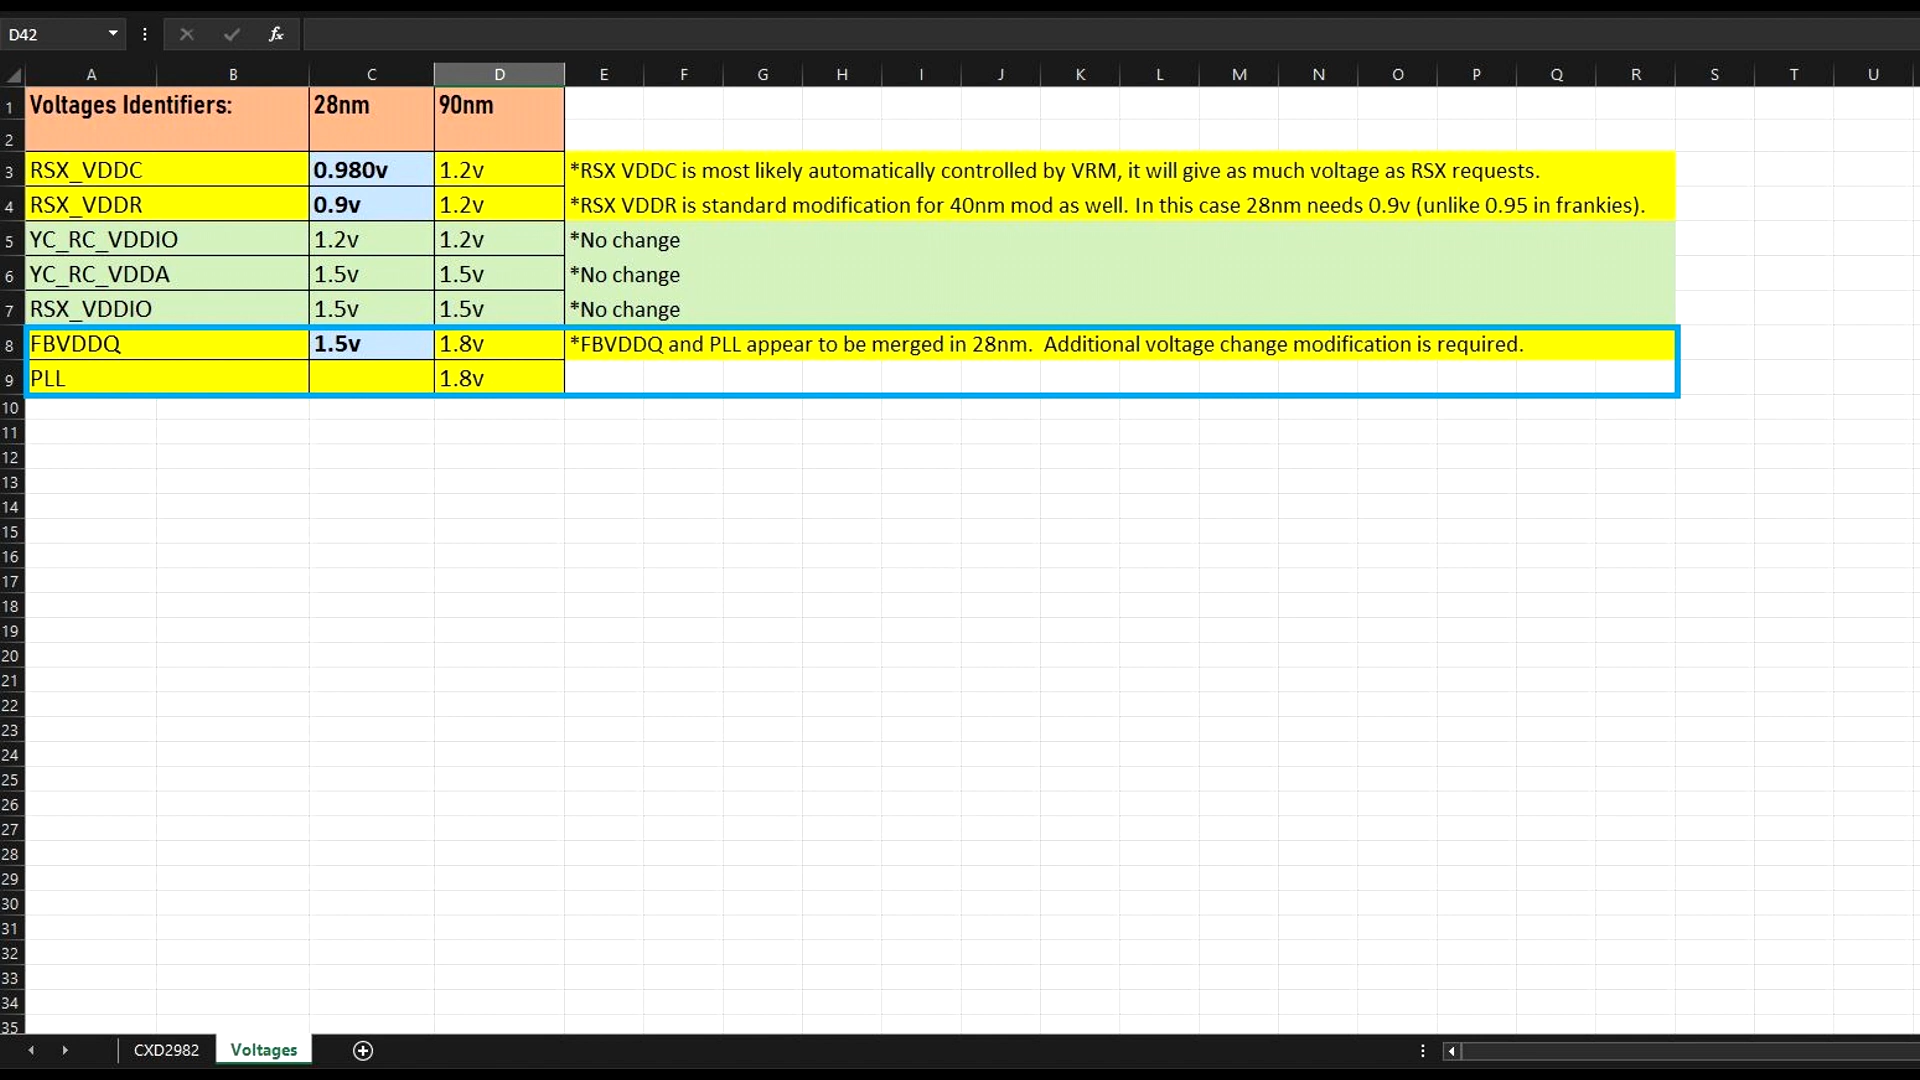 D42
fx
A B C D E F G H I J K L M N O P Q R S T U
1 Voltages Identifiers: 28nm 90nm
2
3 RSX_VDDC 0.980v 1.2v *RSX VDDC is most likely automatically controlled by VRM, it will give as much voltage as RSX requests.
4 RSX_VDDR 0.9v 1.2v *RSX VDDR is standard modification for 40nm mod as well. In this case 28nm needs 0.9v (unlike 0.95 in frankies).
5 YC_RC_VDDIO 1.2v 1.2v *No change
6 YC_RC_VDDA 1.5v 1.5v *No change
7 RSX_VDDIO 1.5v 1.5v *No change
8 FBVDDQ 1.5v 1.8v *FBVDDQ and PLL appear to be merged in 28nm.  Additional voltage change modification is required.
9 PLL 1.8v
10
11
12
13
14
15
16
17
18
19
20
21
22
23
24
25
26
27
28
29
30
31
32
33
34
35
CXD2982 Voltages